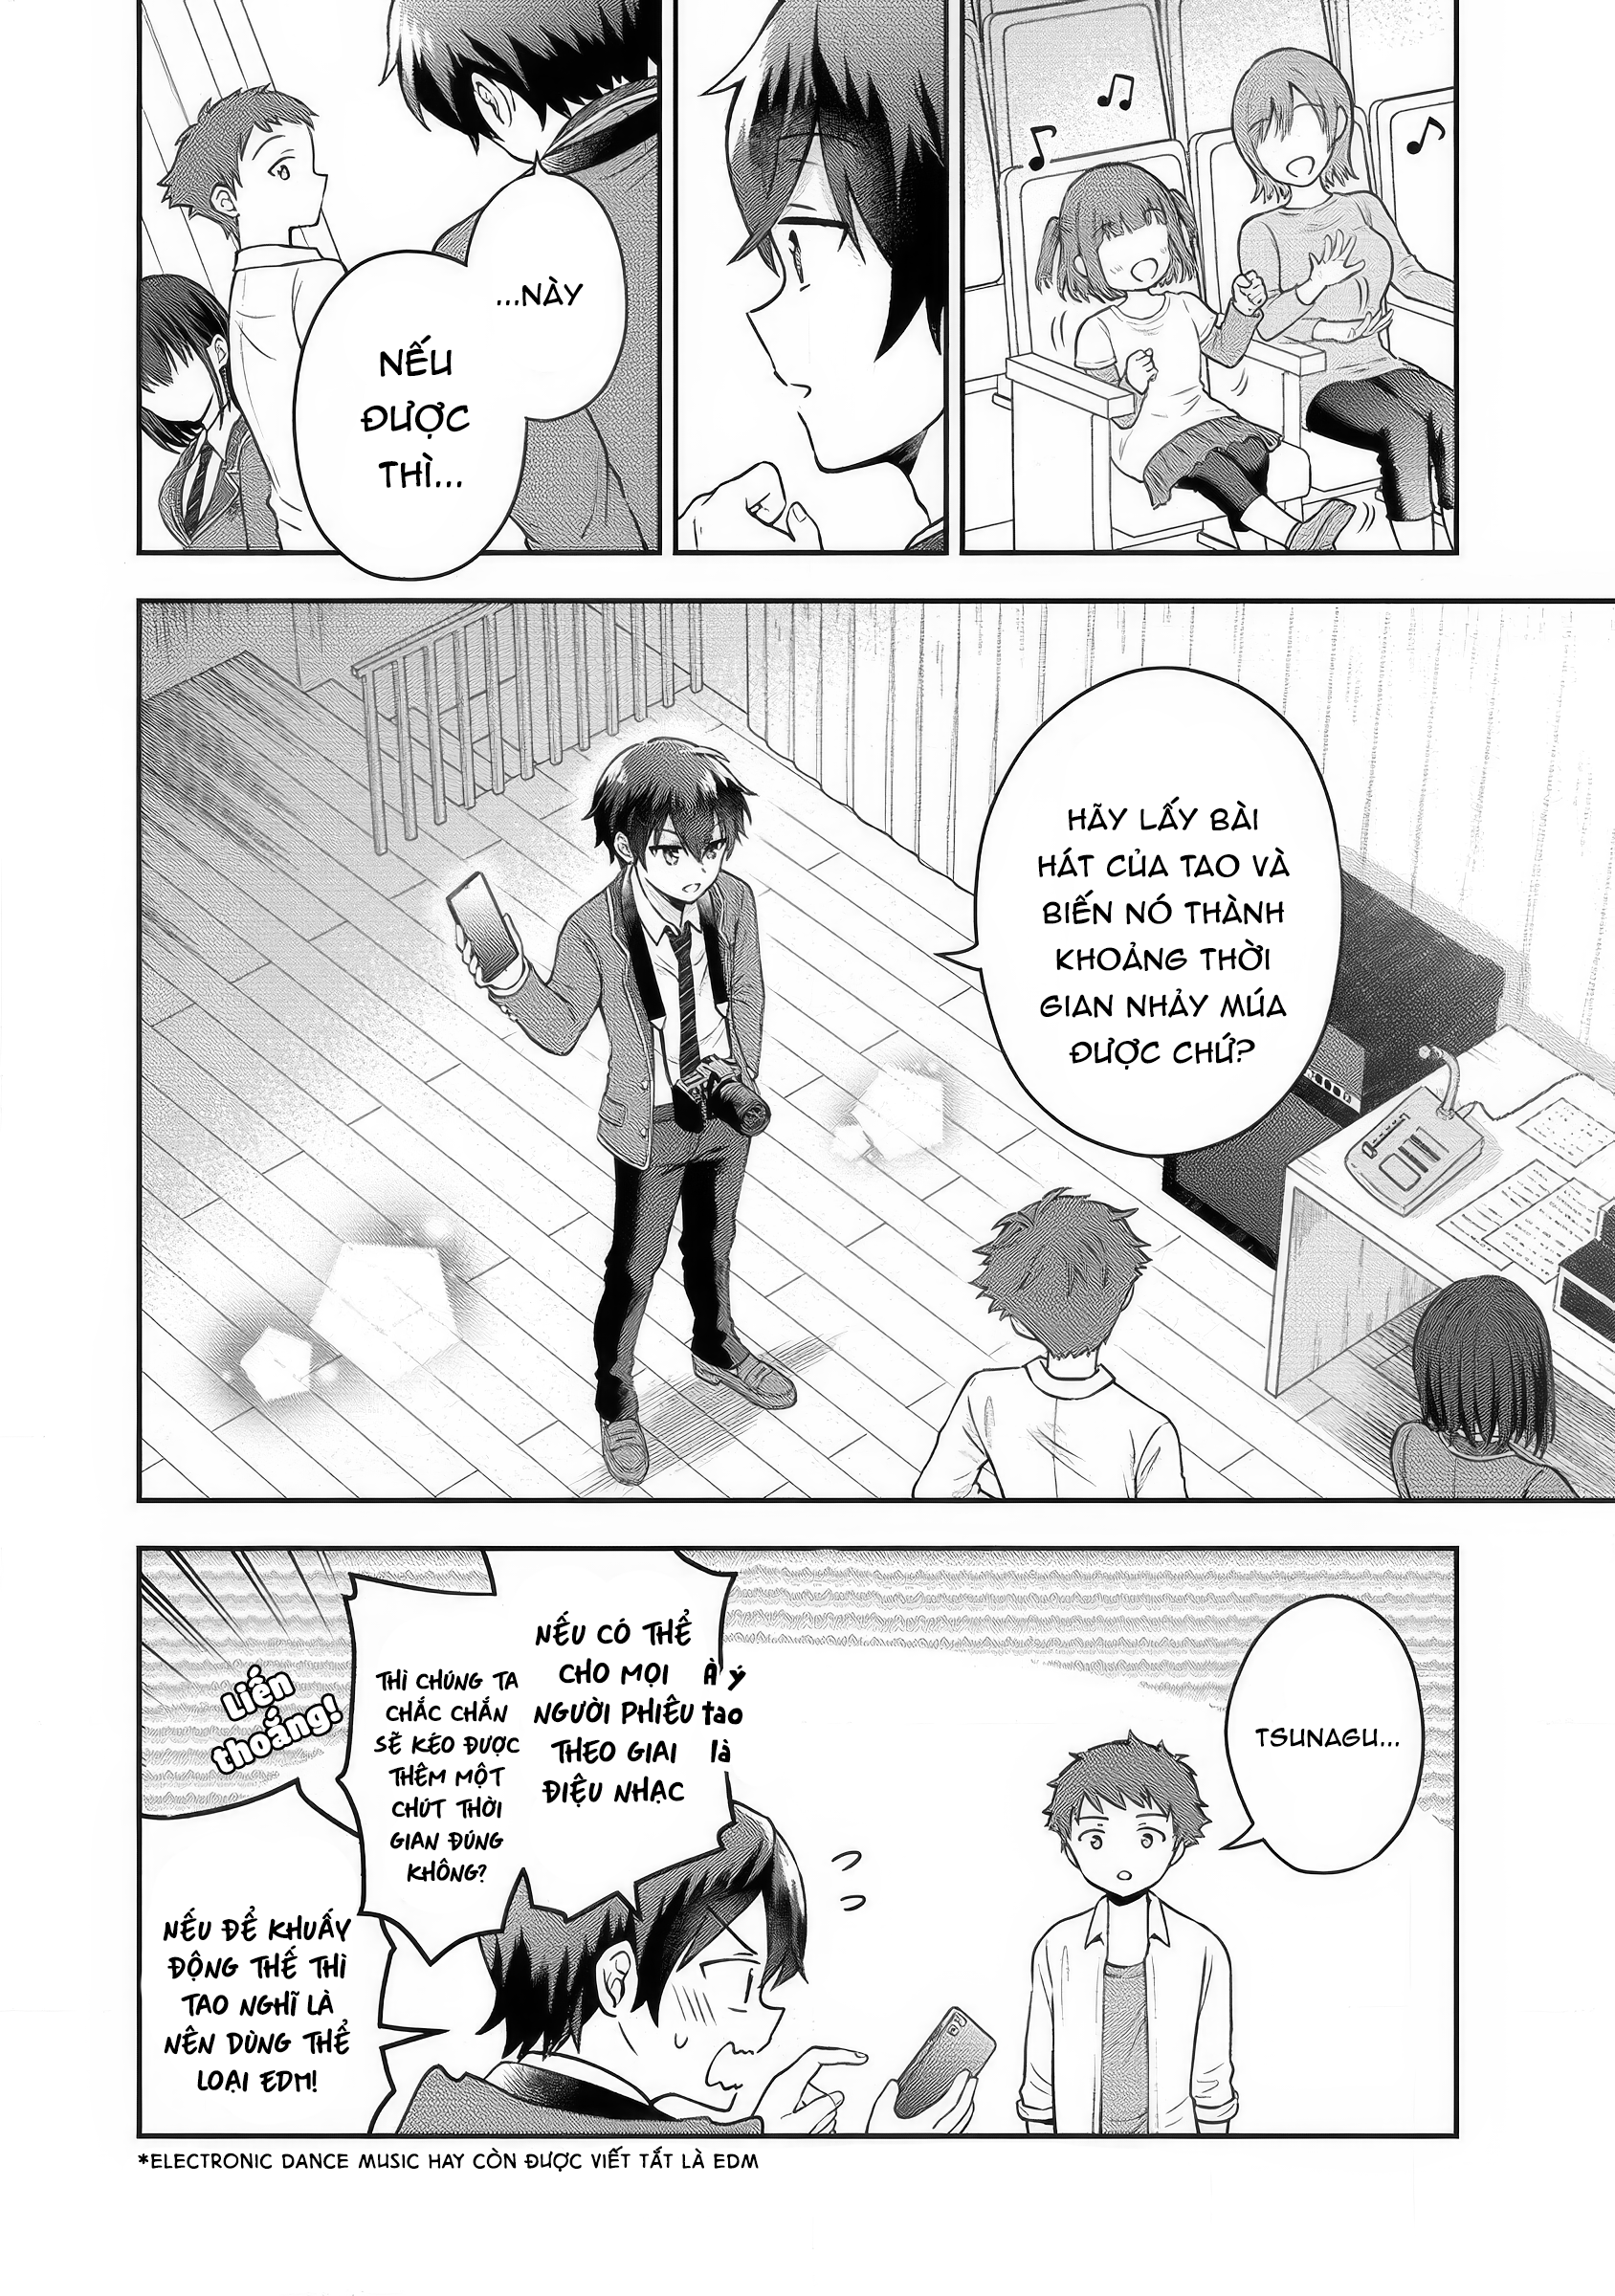 ...NÀY
NẾU
ĐƯỢC
THÌ...
HÃY LẤY BÀI
HÁT CỦA TAO VÀ
BIẾN NÓ THÀNH
KHOẢNG THỜI
GIAN NHẢY MÚA
ĐƯỢC CHỨ?
TSUNAGU...
À ý
tao
là
NẾU CÓ THỂ
CHO MỌI
NGƯỜI PHIÊU
THEO GIAI
ĐIỆU NHẠC
THÌ CHÚNG TA
CHẮC CHẮN
SẼ KÉO ĐƯỢC
THÊM MỘT
CHÚT THỜI
GIAN ĐÚNG
KHÔNG?
Liến
thoắng!
NẾU ĐỂ KHUẤY
ĐỘNG THẾ THÌ
TAO NGHĨ LÀ
NÊN DÙNG THỂ
LOẠI EDM!
*ELECTRONIC DANCE MUSIC HAY CÒN ĐƯỢC VIẾT TẮT LÀ EDM